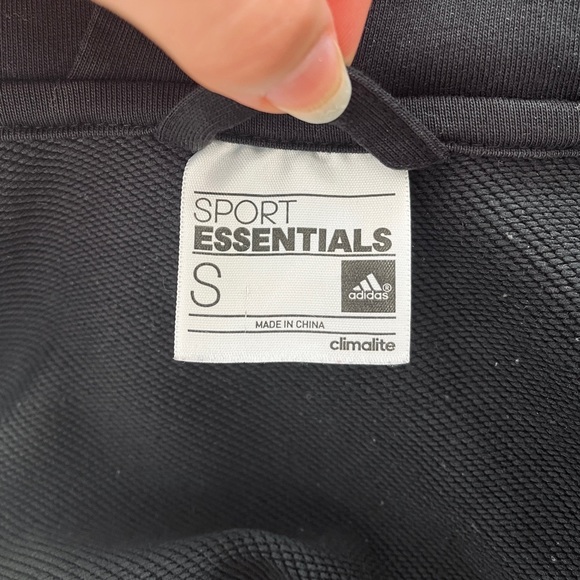 SPORT
ESSENTIALS
S
adidas®
MADE IN CHINA
climalite